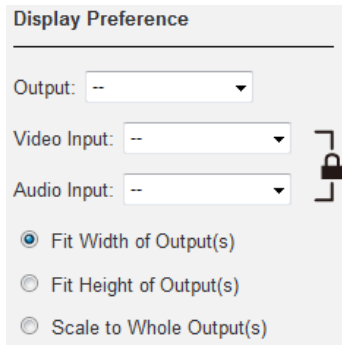 Display Preference
Output: --
Video Input: --
Audio Input: --
Fit Width of Output(s)
Fit Height of Output(s)
Scale to Whole Output(s)